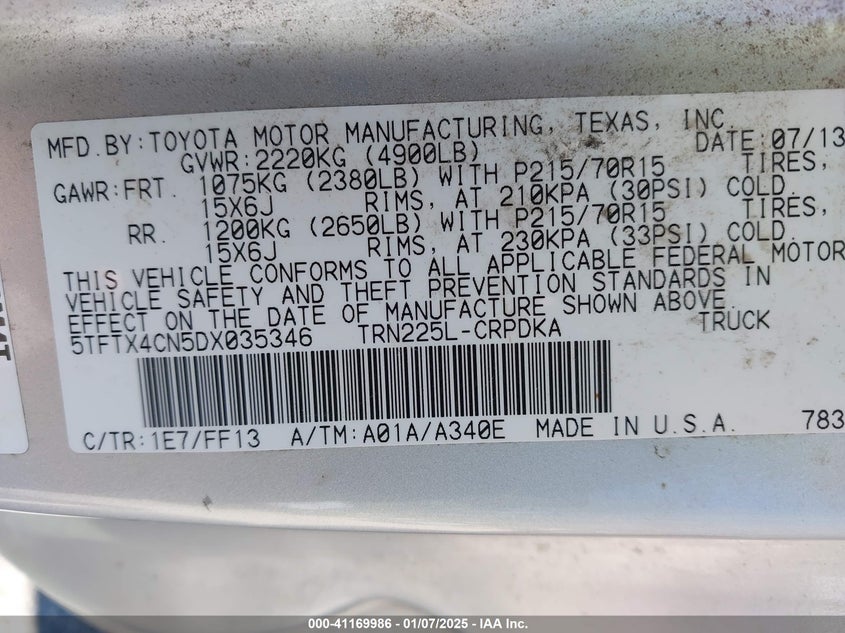 MFD.BY:TOYOTA MOTOR MANUFACTURING, TEXAS, INC.
GVWR:2220KG (4900LB) DATE:07/13
GAWR:FRT. 1075KG (2380LB) WITH P215/70R15 TIRES,
15X6J RIMS, AT 210KPA (30PSI) COLD.
RR. 1200KG (2650LB) WITH P215/70R15 TIRES,
15X6J RIMS, AT 230KPA (33PSI) COLD.
THIS VEHICLE CONFORMS TO ALL APPLICABLE FEDERAL MOTOR
VEHICLE SAFETY AND THEFT PREVENTION STANDARDS IN
EFFECT ON THE DATE OF MANUFACTURE SHOWN ABOVE.
5TFTX4CN5DX035346 TRN225L-CRPDKA TRUCK
C/TR:1E7/FF13 A/TM:A01A/A340E MADE IN U.S.A. 783
000-41169986 - 01/07/2025 - IAA Inc.